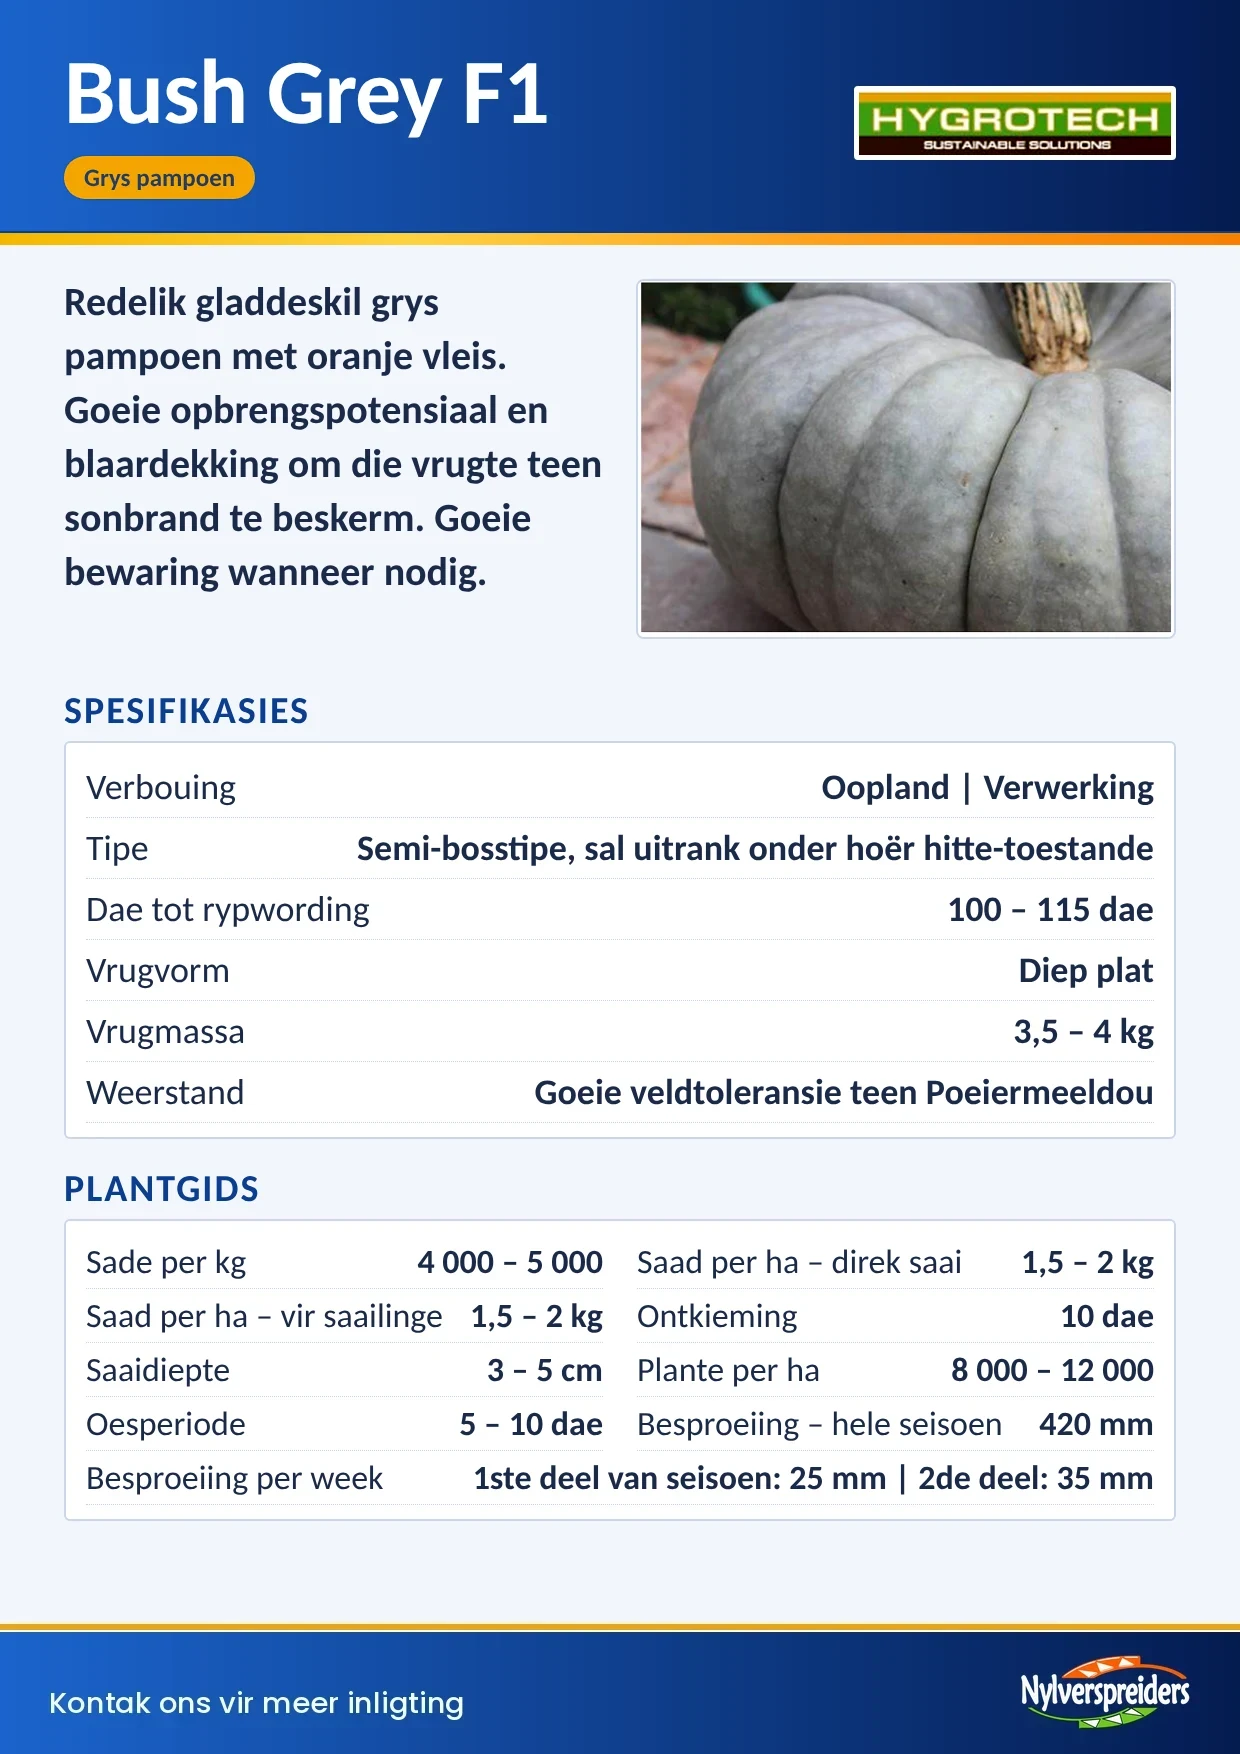 Bush Grey F1
Grys pampoen
HYGROTECH
SUSTAINABLE SOLUTIONS
Redelik gladdeskil grys
pampoen met oranje vleis.
Goeie opbrengspotensiaal en
blaardekking om die vrugte teen
sonbrand te beskerm. Goeie
bewaring wanneer nodig.
SPESIFIKASIES
Verbouing Oopland | Verwerking
Tipe Semi-bosstipe, sal uitrank onder hoër hitte-toestande
Dae tot rypwording 100 – 115 dae
Vrugvorm Diep plat
Vrugmassa 3,5 – 4 kg
Weerstand Goeie veldtoleransie teen Poeiermeeldou
PLANTGIDS
Sade per kg 4 000 – 5 000 Saad per ha – direk saai 1,5 – 2 kg
Saad per ha – vir saailinge 1,5 – 2 kg Ontkieming 10 dae
Saaidiepte 3 – 5 cm Plante per ha 8 000 – 12 000
Oesperiode 5 – 10 dae Besproeiing – hele seisoen 420 mm
Besproeiing per week 1ste deel van seisoen: 25 mm | 2de deel: 35 mm
Kontak ons vir meer inligting
Nylverspreiders